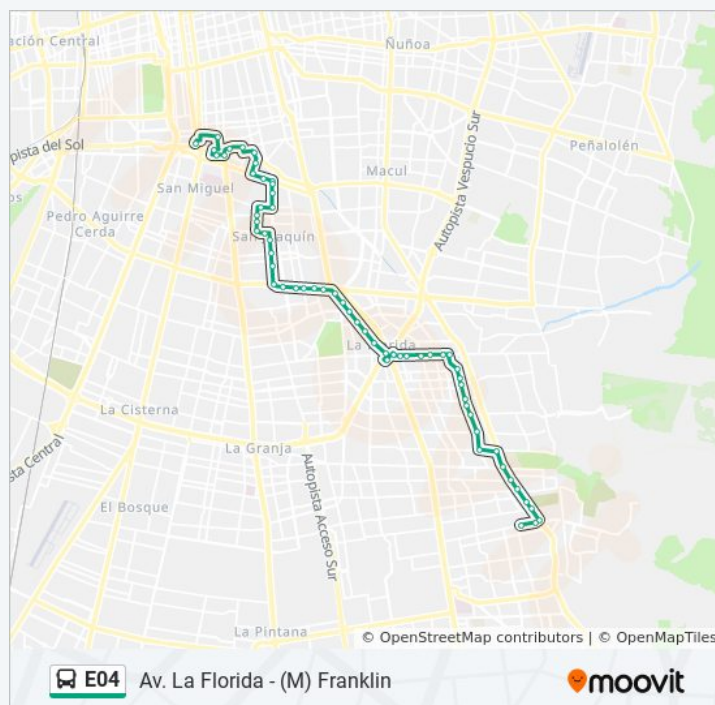 ación Central
Ñuñoa
opista del Sol
Peñalolén
Macul
San Miguel
Autopista Vespucio Sur
os
Pedro Aguirre
Cerda
San Joaquín
La Florida
La Cisterna
La Granja
sta Central
Autopista Acceso Sur
El Bosque
La Pintana
© OpenStreetMap contributors | © OpenMapTiles
E04 Av. La Florida - (M) Franklin
moovit